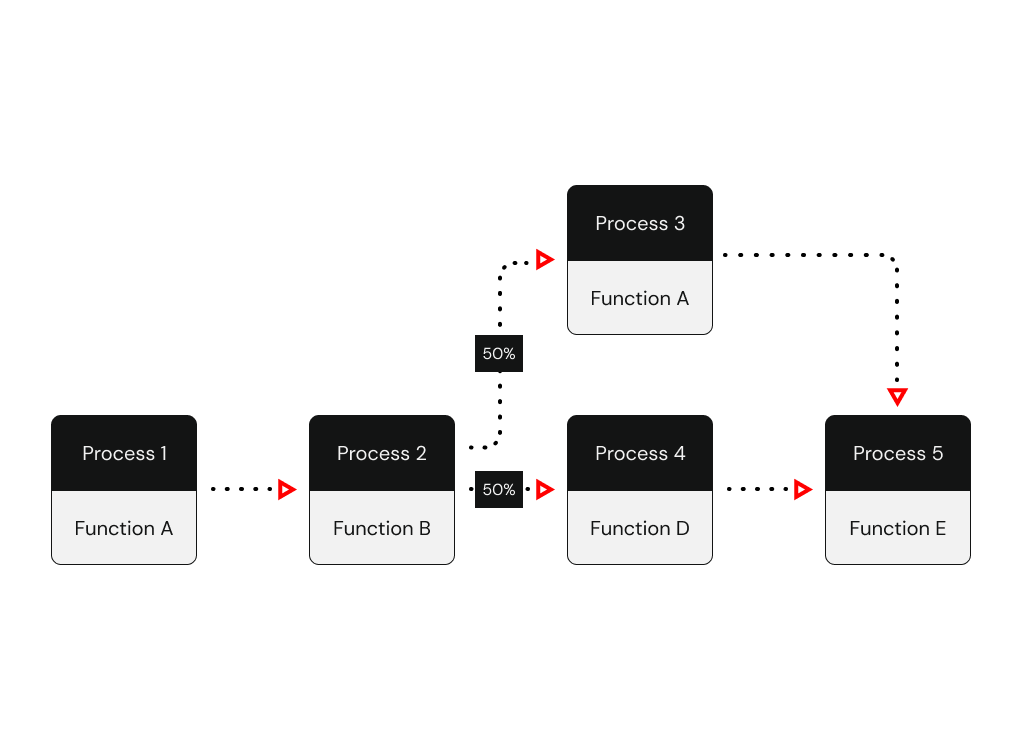 Process 3
Function A
50%
Process 1
Function A
Process 2
Function B
50%
Process 4
Function D
Process 5
Function E